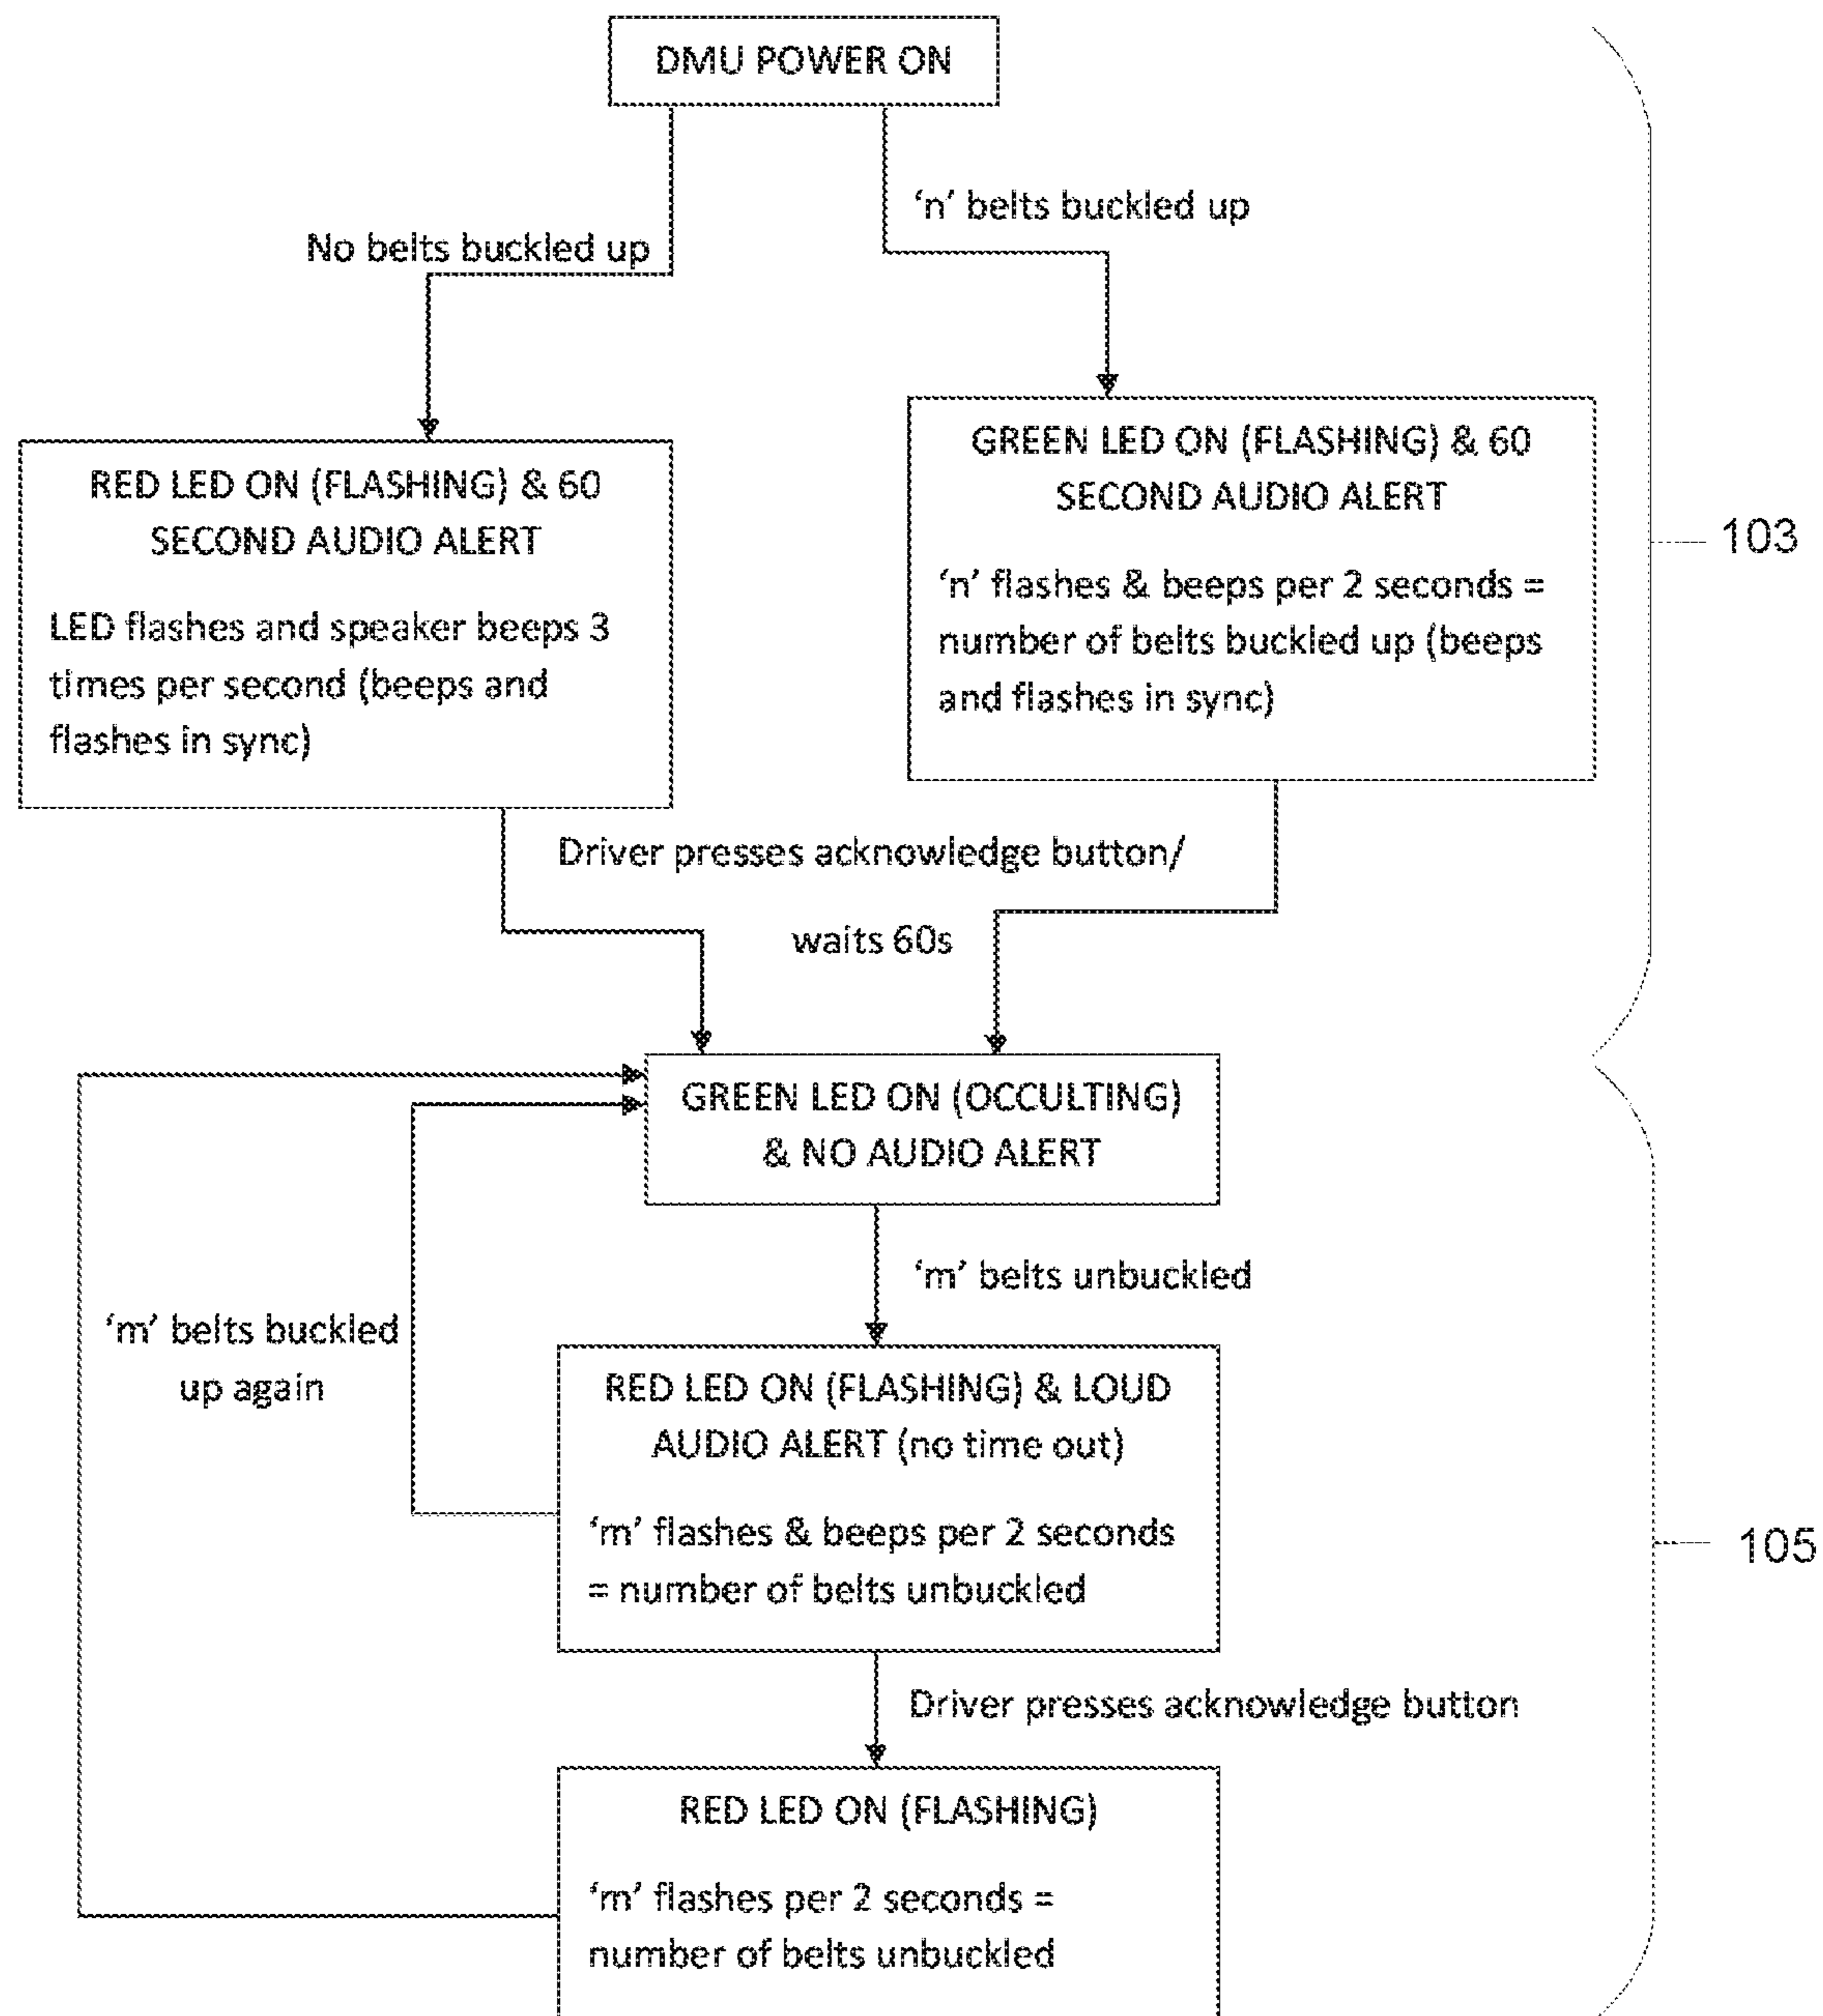 DMU POWER ON
'n' belts buckled up
No belts buckled up
RED LED ON (FLASHING) & 60
SECOND AUDIO ALERT
LED flashes and speaker beeps 3
times per second (beeps and
flashes in sync)
GREEN LED ON (FLASHING) & 60
SECOND AUDIO ALERT
'n' flashes & beeps per 2 seconds =
number of belts buckled up (beeps
and flashes in sync)
103
Driver presses acknowledge button/
waits 60s
GREEN LED ON (OCCULTING)
& NO AUDIO ALERT
'm' belts unbuckled
'm' belts buckled
up again
RED LED ON (FLASHING) & LOUD
AUDIO ALERT (no time out)
'm' flashes & beeps per 2 seconds
= number of belts unbuckled
105
Driver presses acknowledge button
RED LED ON (FLASHING)
'm' flashes per 2 seconds =
number of belts unbuckled